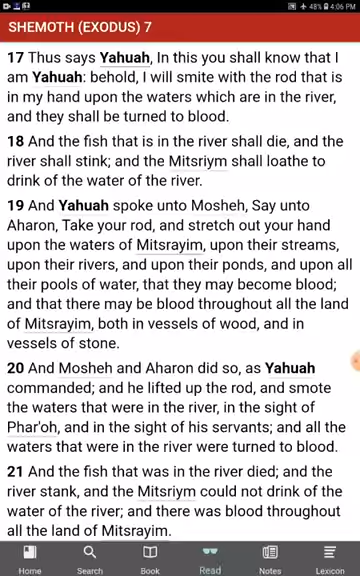 48% 4:06 PM
SHEMOTH (EXODUS) 7
17 Thus says Yahuah, In this you shall know that I
am Yahuah: behold, I will smite with the rod that is
in my hand upon the waters which are in the river,
and they shall be turned to blood.
18 And the fish that is in the river shall die, and the
river shall stink; and the Mitsriym shall loathe to
drink of the water of the river.
19 And Yahuah spoke unto Mosheh, Say unto
Aharon, Take your rod, and stretch out your hand
upon the waters of Mitsrayim, upon their streams,
upon their rivers, and upon their ponds, and upon all
their pools of water, that they may become blood;
and that there may be blood throughout all the land
of Mitsrayim, both in vessels of wood, and in
vessels of stone.
20 And Mosheh and Aharon did so, as Yahuah
commanded; and he lifted up the rod, and smote
the waters that were in the river, in the sight of
Phar'oh, and in the sight of his servants; and all the
waters that were in the river were turned to blood.
21 And the fish that was in the river died; and the
river stank, and the Mitsriym could not drink of the
water of the river; and there was blood throughout
all the land of Mitsrayim.
Home Search Book Read Notes Lexicon